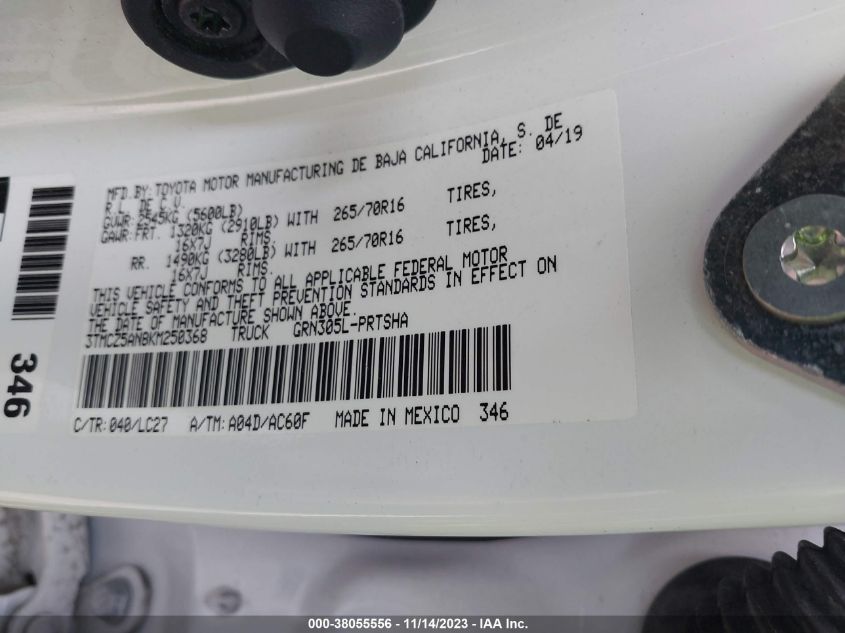 MFD.BY:TOYOTA MOTOR MANUFACTURING DE BAJA CALIFORNIA, S. DE
R.L. DE C.V. DATE: 04/19
GVWR:2545KG (5600LB)
GAWR:FRT. 1320KG (2910LB) WITH 265/70R16 TIRES,
16X7J RIMS.
RR. 1490KG (3280LB) WITH 265/70R16 TIRES,
16X7J RIMS.
THIS VEHICLE CONFORMS TO ALL APPLICABLE FEDERAL MOTOR
VEHICLE SAFETY AND THEFT PREVENTION STANDARDS IN EFFECT ON
THE DATE OF MANUFACTURE SHOWN ABOVE.
3TMCZ5AN8KM250368 TRUCK GRN305L-PRTSHA
C/TR:040/LC27 A/TM:A04D/AC60F MADE IN MEXICO 346
346
000-38055556 - 11/14/2023 - IAA Inc.